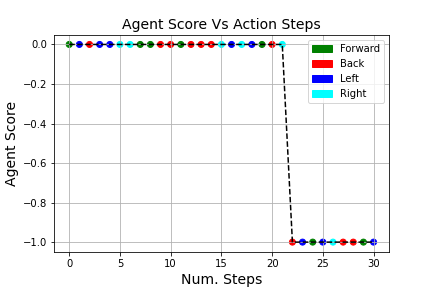 Agent Score Vs Action Steps
0.0
−0.2
−0.4
−0.6
−0.8
−1.0
Agent Score
Forward
Back
Left
Right
0 5 10 15 20 25 30
Num. Steps